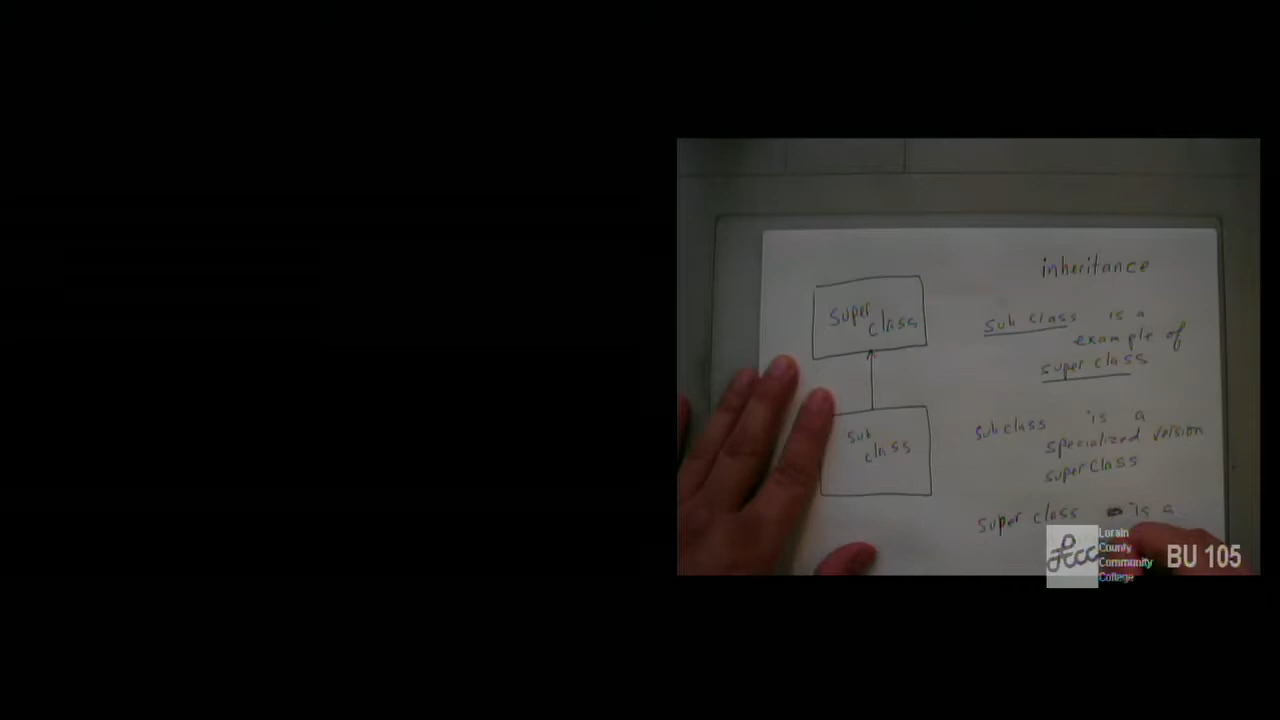 inheritance
super
class
sub class is a
example of
super class
sub
class
subclass is a
specialized version
superclass
super class is a
Lorain
County
Community
College
BU 105
lccc